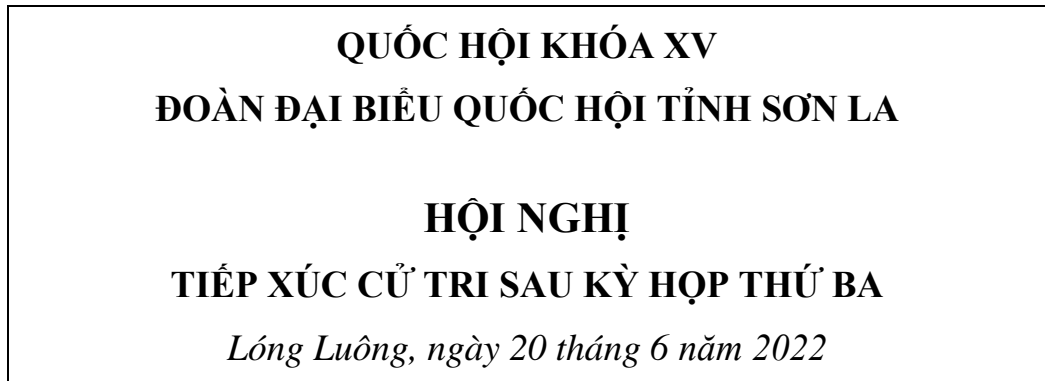 QUỐC HỘI KHÓA XV
ĐOÀN ĐẠI BIỂU QUỐC HỘI TỈNH SƠN LA
HỘI NGHỊ
TIẾP XÚC CỬ TRI SAU KỲ HỌP THỨ BA
Lóng Luông, ngày 20 tháng 6 năm 2022